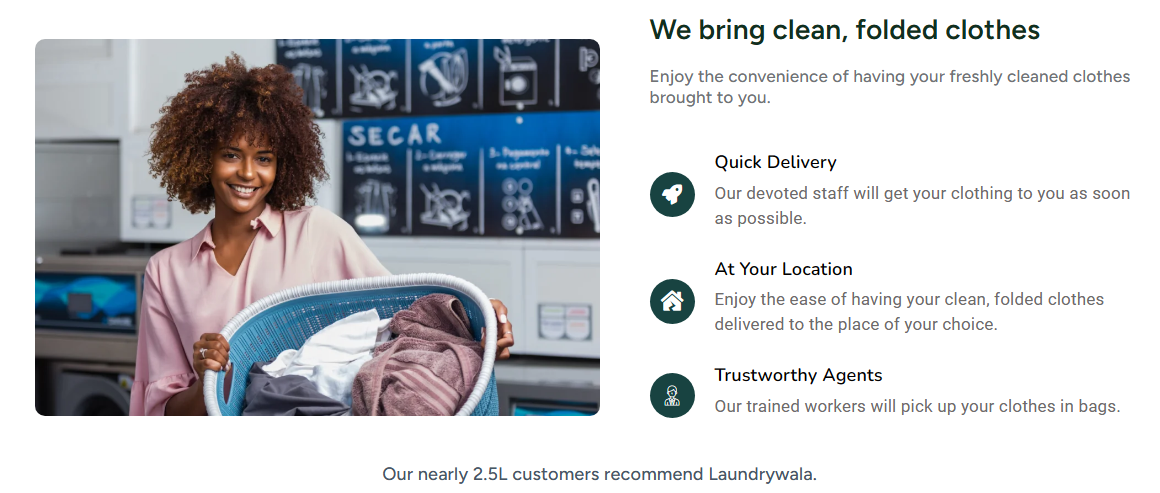 We bring clean, folded clothes
Enjoy the convenience of having your freshly cleaned clothes
brought to you.
Quick Delivery
Our devoted staff will get your clothing to you as soon
as possible.
At Your Location
Enjoy the ease of having your clean, folded clothes
delivered to the place of your choice.
Trustworthy Agents
Our trained workers will pick up your clothes in bags.
SECAR
Our nearly 2.5L customers recommend Laundrywala.